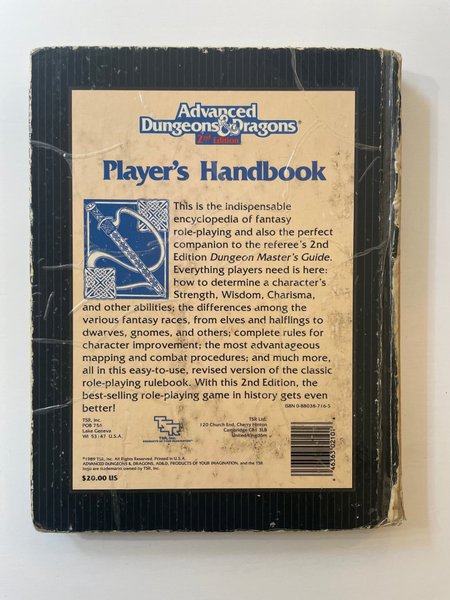 Advanced
Dungeons & Dragons®
2nd Edition
Player's Handbook
This is the indispensable
encyclopedia of fantasy
role-playing and also the perfect
companion to the referee's 2nd
Edition Dungeon Master's Guide.
Everything players need is here:
how to determine a character's
Strength, Wisdom, Charisma,
and other abilities; the differences among the
various fantasy races, from elves and halflings to
dwarves, gnomes, and others; complete rules for
character improvement; the most advantageous
mapping and combat procedures; and much more,
all in this easy-to-use, revised version of the classic
role-playing rulebook. With this 2nd Edition, the
best-selling role-playing game in history gets even
better!
ISBN 0-88038-716-5
TSR, Inc.
POB 756
Lake Geneva
WI 53147 U.S.A.
TSR, Inc.
PRODUCTS OF YOUR IMAGINATION™
TSR Ltd.
120 Church End, Cherry Hinton
Cambridge CB1 3LB
United Kingdom
©1989 TSR, Inc. All Rights Reserved. Printed in U.S.A.
ADVANCED DUNGEONS & DRAGONS, AD&D, PRODUCTS OF YOUR IMAGINATION, and the TSR
logo are trademarks owned by TSR, Inc.
$20.00 US